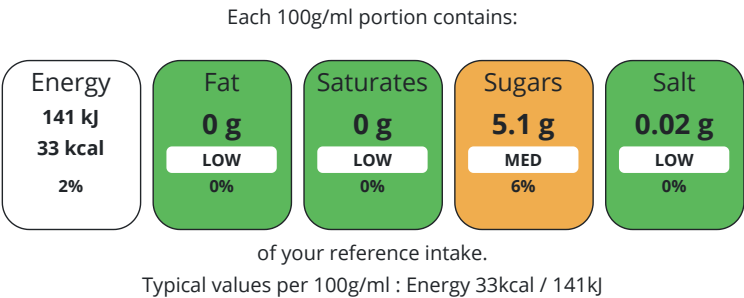 Each 100g/ml portion contains:
Energy
141 kJ
33 kcal
2%
Fat
0 g
LOW
0%
Saturates
0 g
LOW
0%
Sugars
5.1 g
MED
6%
Salt
0.02 g
LOW
0%
of your reference intake.
Typical values per 100g/ml : Energy 33kcal / 141kJ